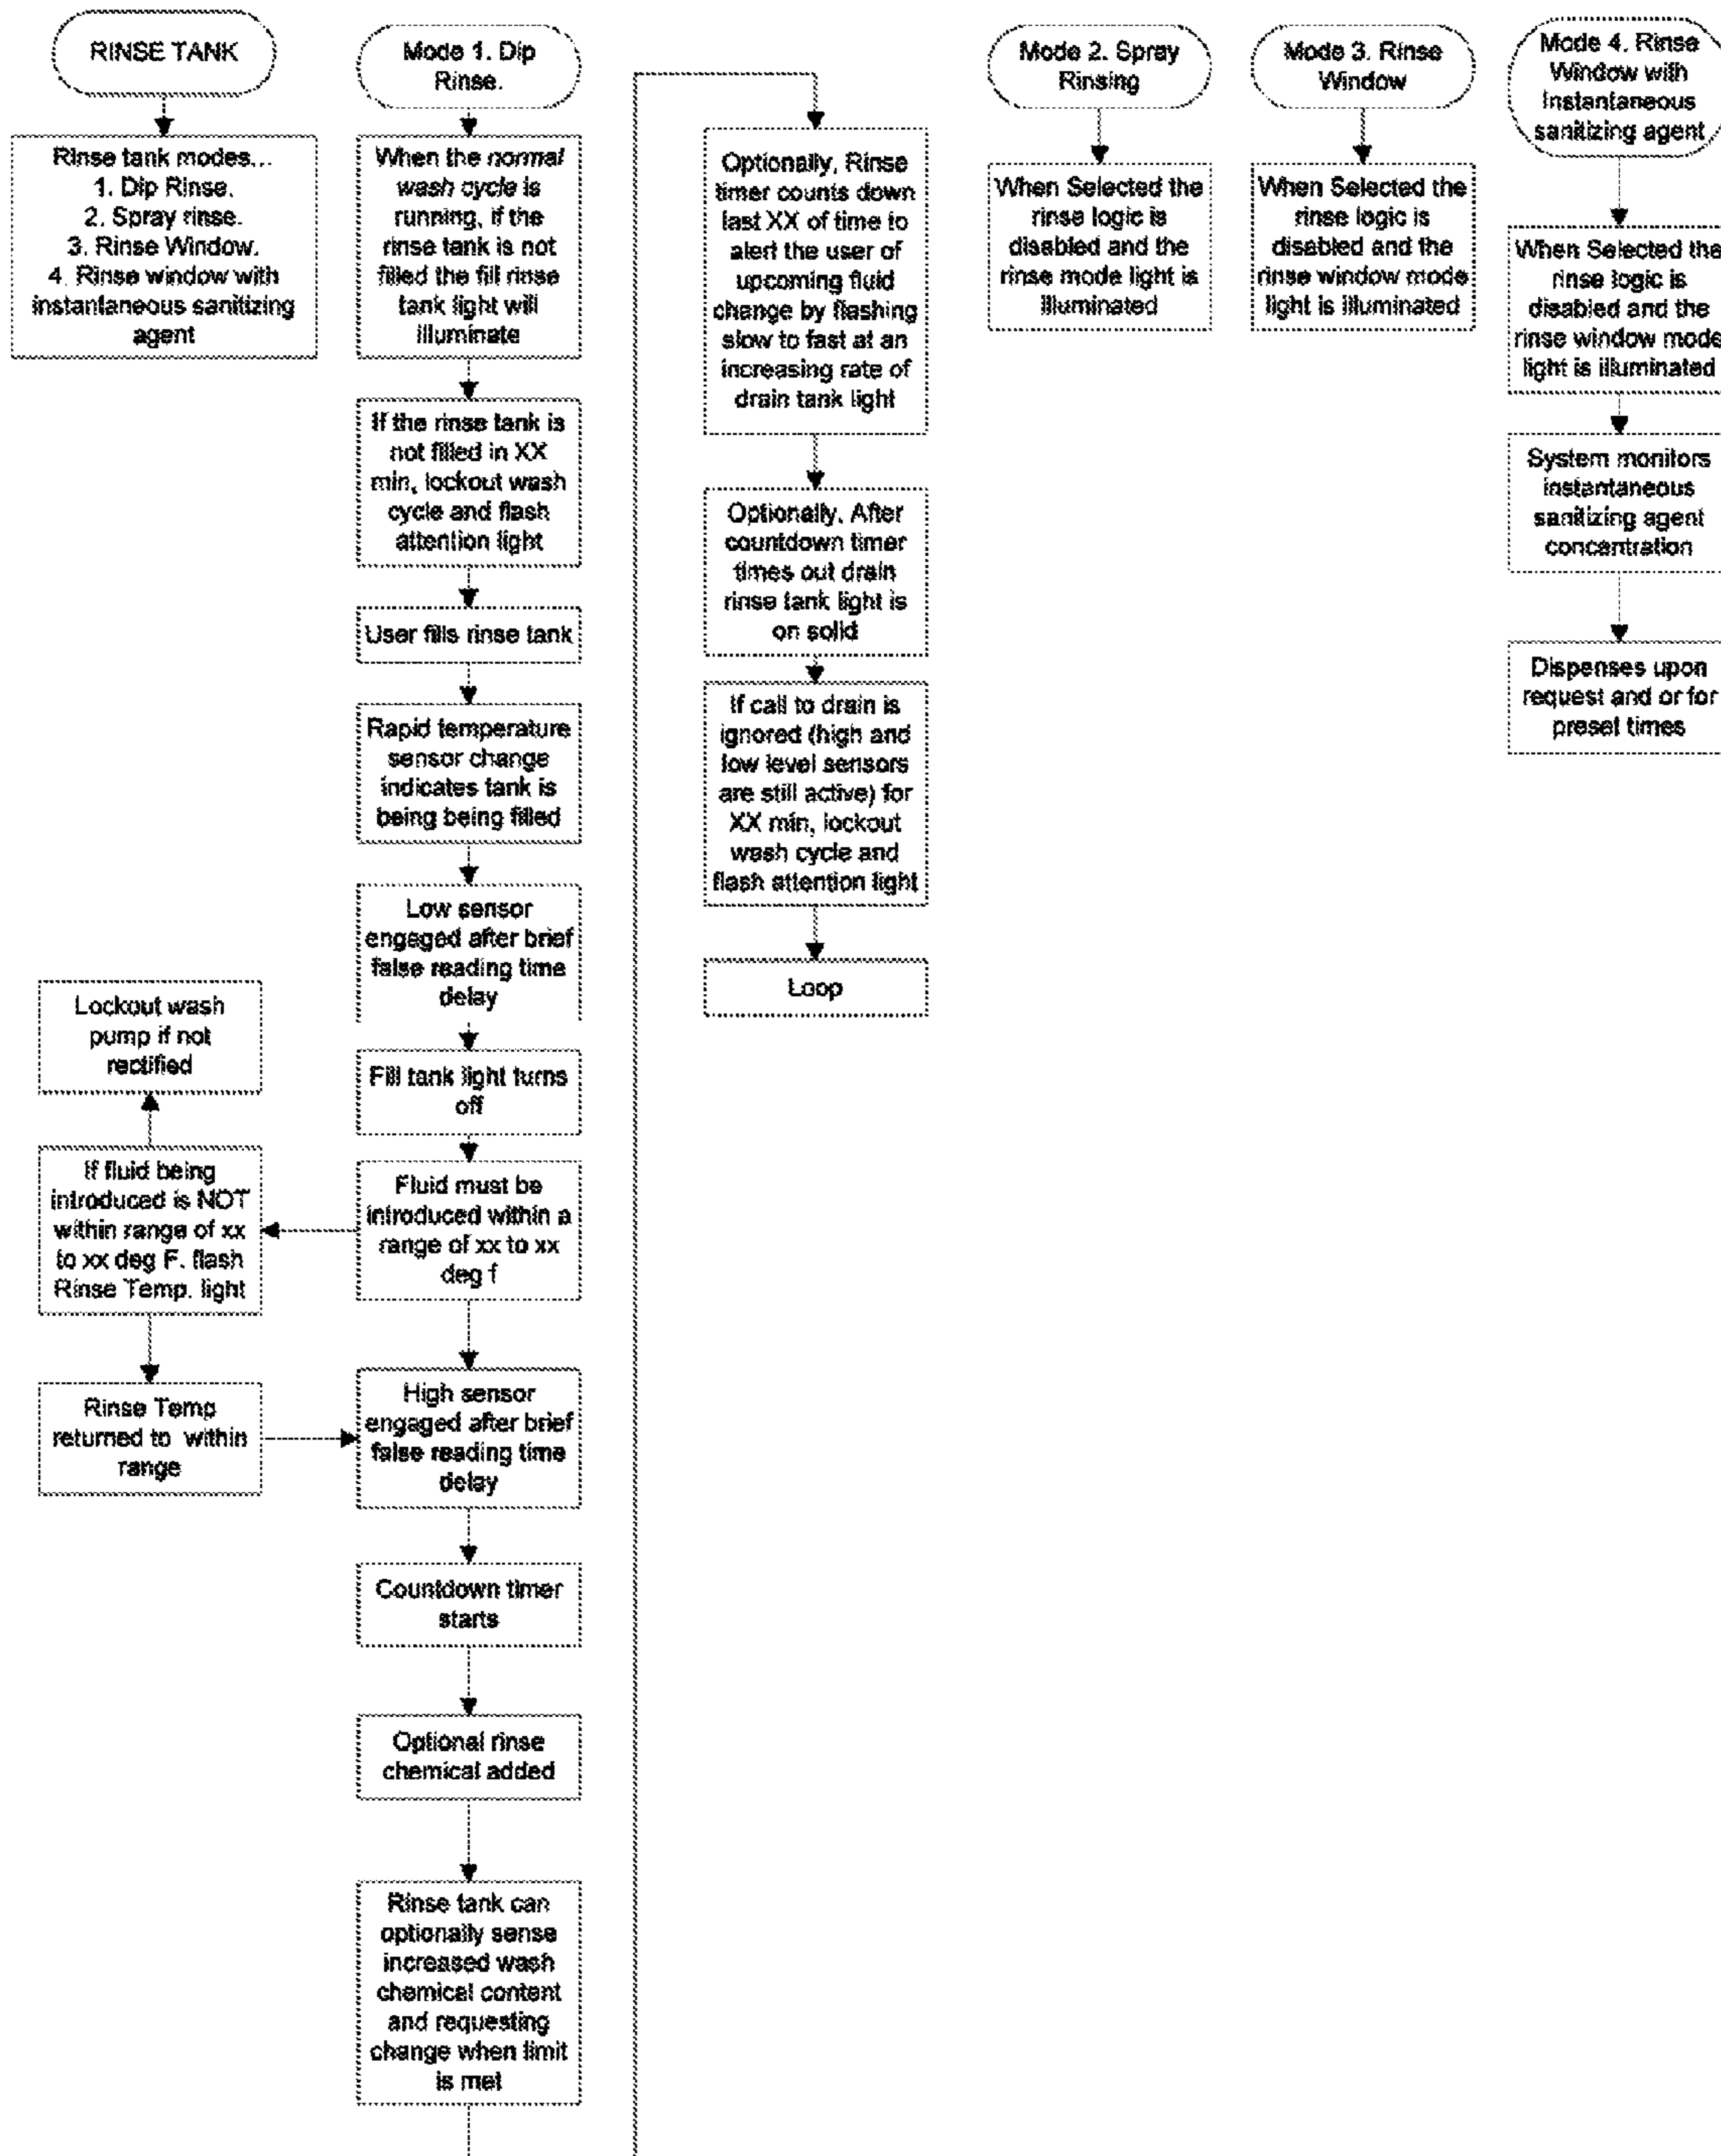 RINSE TANK
Rinse tank modes...
1. Dip Rinse.
2. Spray rinse.
3. Rinse Window.
4. Rinse window with
instantaneous sanitizing
agent
Mode 1. Dip
Rinse.
When the normal
wash cycle is
running, if the
rinse tank is not
filled the fill rinse
tank light will
illuminate
If the rinse tank is
not filled in XX
min, lockout wash
cycle and flash
attention light
User fills rinse tank
Rapid temperature
sensor change
indicates tank is
being being filled
Low sensor
engaged after brief
false reading time
delay
Fill tank light turns
off
Fluid must be
introduced within a
range of xx to xx
deg f
Lockout wash
pump if not
rectified
If fluid being
introduced is NOT
within range of xx
to xx deg F. flash
Rinse Temp. light
Rinse Temp
returned to within
range
High sensor
engaged after brief
false reading time
delay
Countdown timer
starts
Optional rinse
chemical added
Rinse tank can
optionally sense
increased wash
chemical content
and requesting
change when limit
is met
Optionally, Rinse
timer counts down
last XX of time to
alert the user of
upcoming fluid
change by flashing
slow to fast at an
increasing rate of
drain tank light
Optionally, After
countdown timer
times out drain
rinse tank light is
on solid
If call to drain is
ignored (high and
low level sensors
are still active) for
XX min, lockout
wash cycle and
flash attention light
Loop
Mode 2. Spray
Rinsing
When Selected the
rinse logic is
disabled and the
rinse mode light is
illuminated
Mode 3. Rinse
Window
When Selected the
rinse logic is
disabled and the
rinse window mode
light is illuminated
Mode 4. Rinse
Window with
Instantaneous
sanitizing agent
When Selected the
rinse logic is
disabled and the
rinse window mode
light is illuminated
System monitors
instantaneous
sanitizing agent
concentration
Dispenses upon
request and or for
preset times